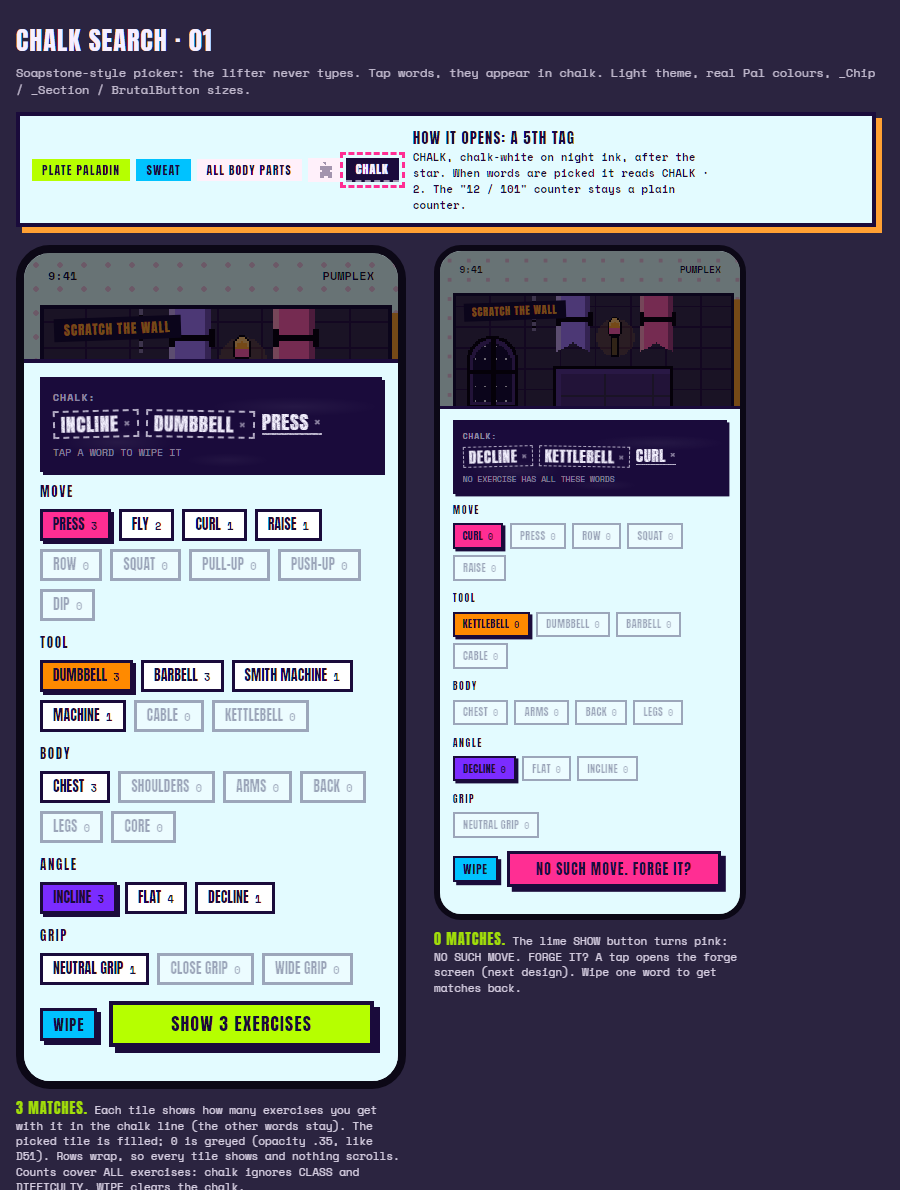 CHALK SEARCH · 01
Soapstone-style picker: the lifter never types. Tap words, they appear in chalk. Light theme, real Pal colours, _Chip
/ _Section / BrutalButton sizes.
PLATE PALADIN
SWEAT
ALL BODY PARTS
CHALK
HOW IT OPENS: A 5TH TAG
CHALK, chalk-white on night ink, after the
star. When words are picked it reads CHALK ·
2. The "12 / 101" counter stays a plain
counter.
9:41 PUMPLEX
SCRATCH THE WALL
CHALK:
INCLINE × DUMBBELL × PRESS ×
TAP A WORD TO WIPE IT
MOVE
PRESS 3 FLY 2 CURL 1 RAISE 1
ROW 0 SQUAT 0 PULL-UP 0 PUSH-UP 0
DIP 0
TOOL
DUMBBELL 3 BARBELL 3 SMITH MACHINE 1
MACHINE 1 CABLE 0 KETTLEBELL 0
BODY
CHEST 3 SHOULDERS 0 ARMS 0 BACK 0
LEGS 0 CORE 0
ANGLE
INCLINE 3 FLAT 4 DECLINE 1
GRIP
NEUTRAL GRIP 1 CLOSE GRIP 0 WIDE GRIP 0
WIPE SHOW 3 EXERCISES
3 MATCHES. Each tile shows how many exercises you get
with it in the chalk line (the other words stay). The
picked tile is filled; 0 is greyed (opacity .35, like
D51). Rows wrap, so every tile shows and nothing scrolls.
Counts cover ALL exercises: chalk ignores CLASS and
DIFFICULTY. WIPE clears the chalk.
9:41 PUMPLEX
SCRATCH THE WALL
CHALK:
DECLINE × KETTLEBELL × CURL ×
NO EXERCISE HAS ALL THESE WORDS
MOVE
CURL 0 PRESS 0 ROW 0 SQUAT 0
RAISE 0
TOOL
KETTLEBELL 0 DUMBBELL 0 BARBELL 0
CABLE 0
BODY
CHEST 0 ARMS 0 BACK 0 LEGS 0
ANGLE
DECLINE 0 FLAT 0 INCLINE 0
GRIP
NEUTRAL GRIP 0
WIPE NO SUCH MOVE. FORGE IT?
0 MATCHES. The lime SHOW button turns pink:
NO SUCH MOVE. FORGE IT? A tap opens the forge
screen (next design). Wipe one word to get
matches back.